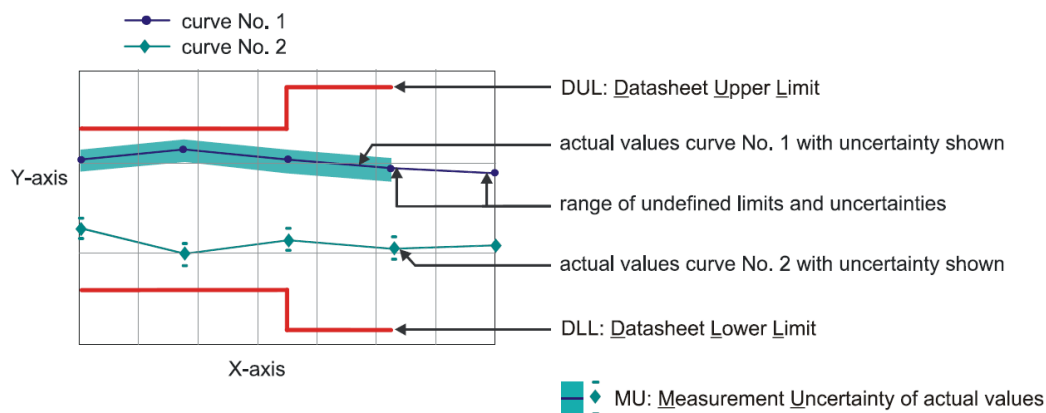 curve No. 1
curve No. 2
DUL: Datasheet Upper Limit
actual values curve No. 1 with uncertainty shown
Y-axis
range of undefined limits and uncertainties
actual values curve No. 2 with uncertainty shown
DLL: Datasheet Lower Limit
X-axis
MU: Measurement Uncertainty of actual values